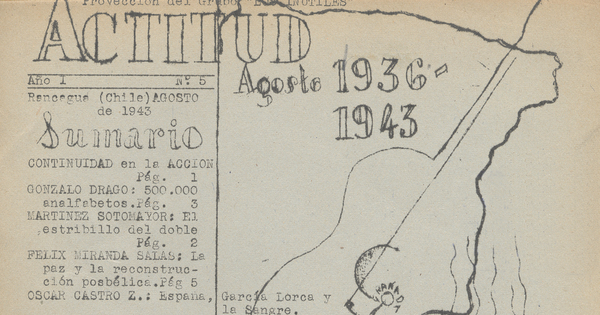 Proyección del Grupo "LOS INUTILES"
ACTITUD
Año 1 Nº 5
Rancagua (Chile) AGOSTO
de 1943
Sumario
CONTINUIDAD en la ACCION
Pág. 1
GONZALO DRAGO: 500.000
analfabetos. Pág. 3
MARTINEZ SOTOMAYOR: El
estribillo del doble
Pág. 2
FELIX MIRANDA SALAS: La
paz y la reconstruc-
ción posbélica. Pág 5
OSCAR CASTRO Z.: España, García Lorca y
la Sangre.
Agosto 1936-
1943
GRANADA